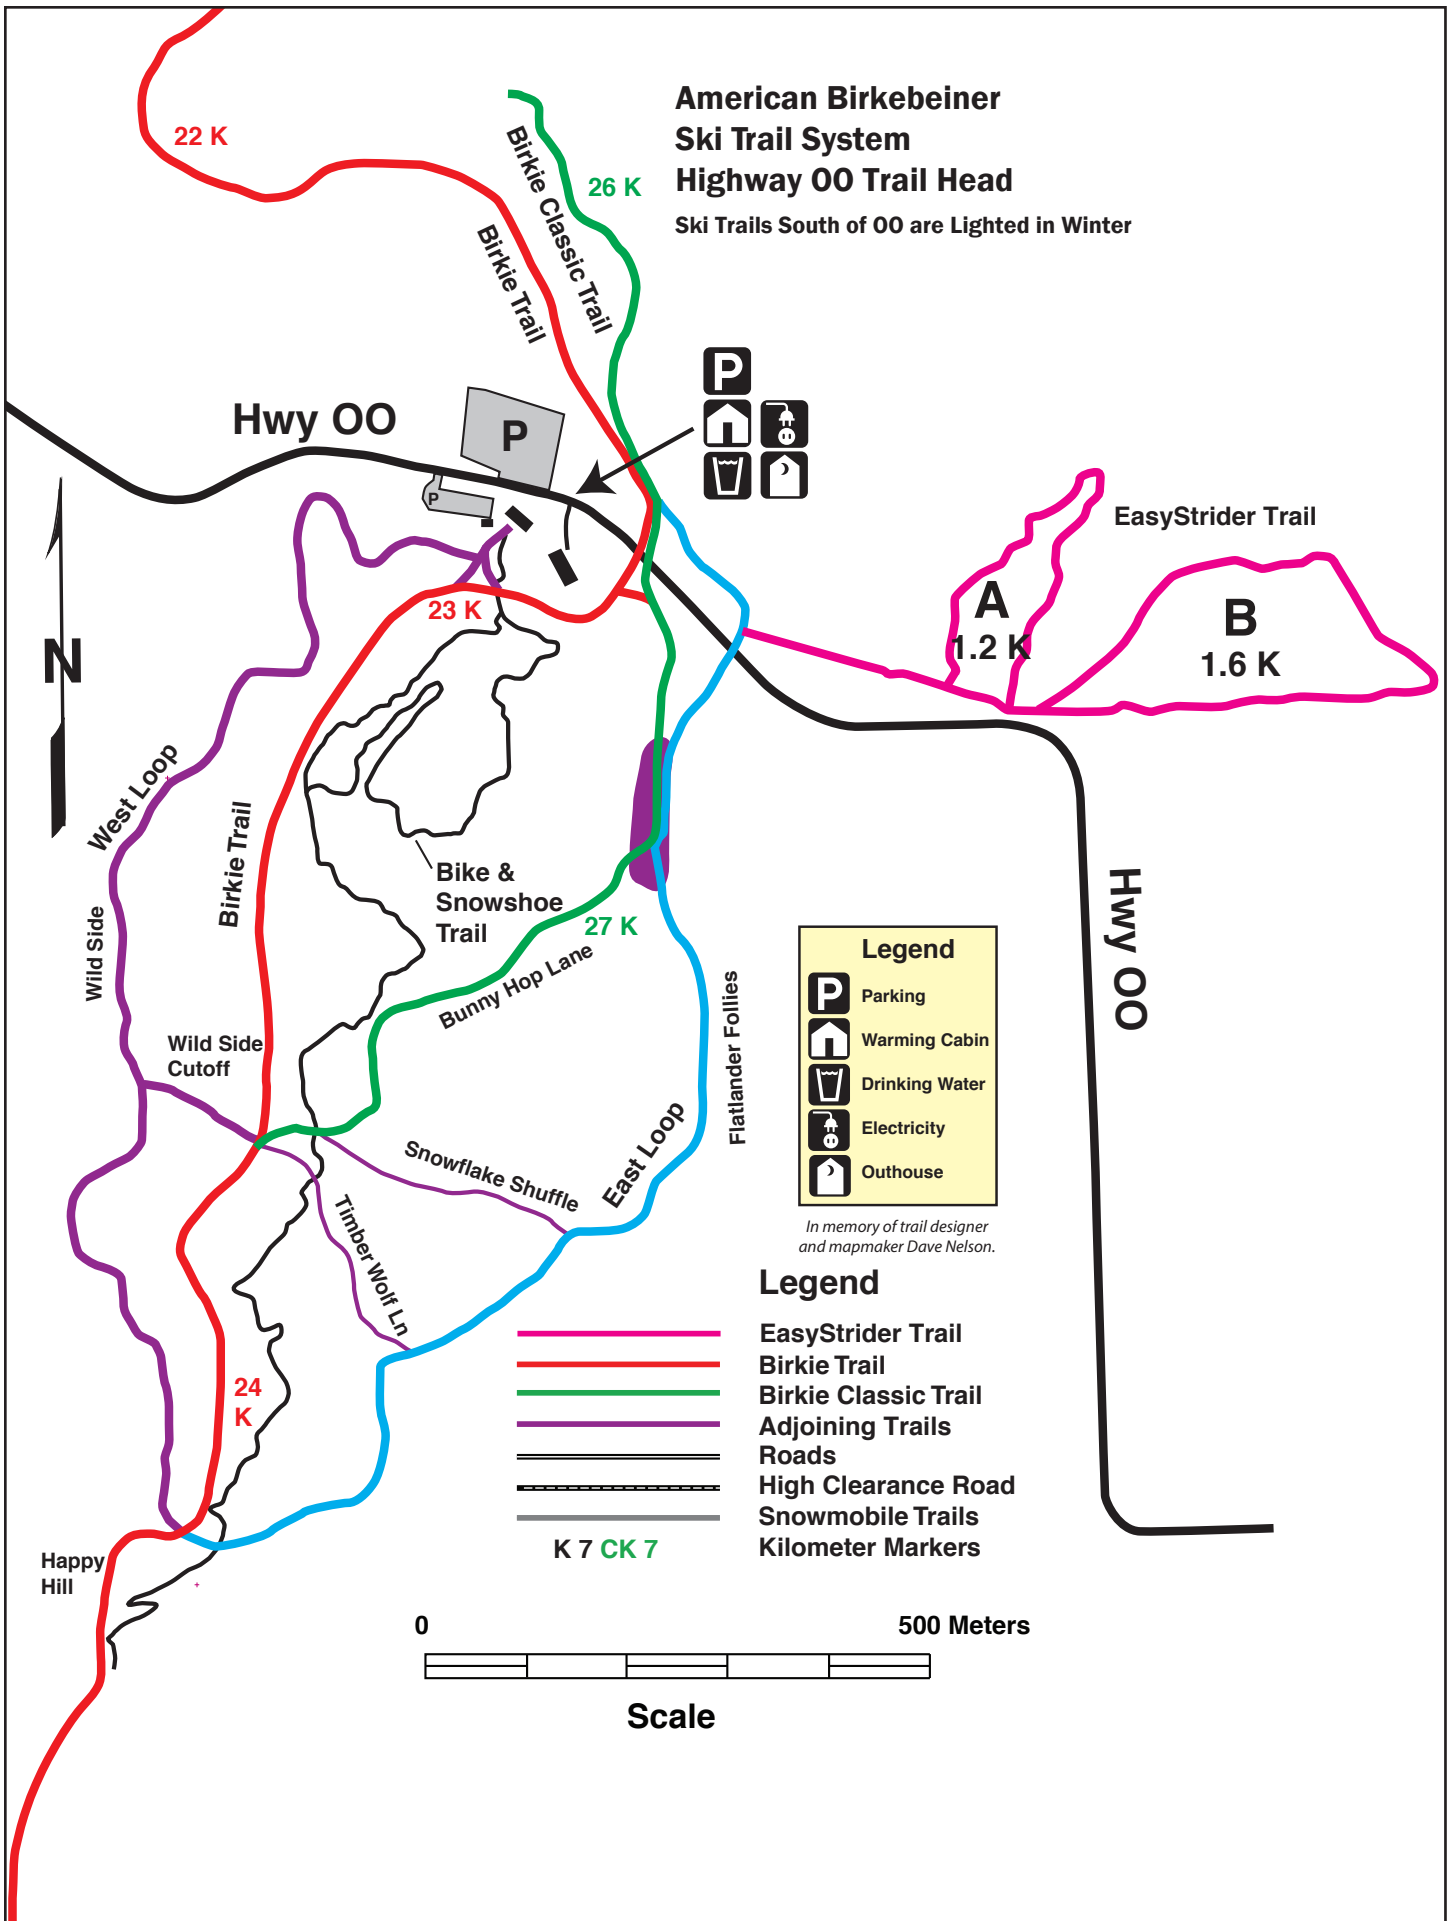 American Birkebeiner
Ski Trail System
Highway OO Trail Head
Ski Trails South of OO are Lighted in Winter
22 K
26 K
Birkie Classic Trail
Birkie Trail
Hwy OO
P
P
P
EasyStrider Trail
A
1.2 K
B
1.6 K
23 K
N
West Loop
Birkie Trail
Wild Side
Bike &
Snowshoe
Trail
27 K
Bunny Hop Lane
Hwy OO
Flatlander Follies
Wild Side
Cutoff
Snowflake Shuffle
East Loop
Timber Wolf Ln
24
K
Happy
Hill
Legend
P
Parking
Warming Cabin
Drinking Water
Electricity
Outhouse
In memory of trail designer
and mapmaker Dave Nelson.
Legend
EasyStrider Trail
Birkie Trail
Birkie Classic Trail
Adjoining Trails
Roads
High Clearance Road
Snowmobile Trails
K 7 CK 7 Kilometer Markers
0 500 Meters
Scale